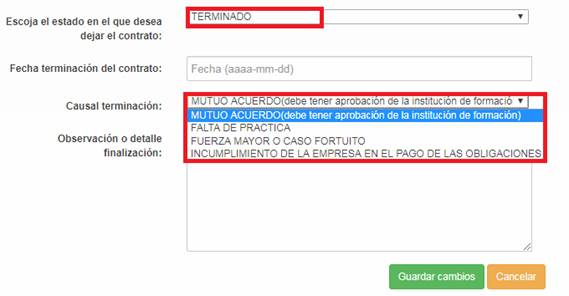 Escoja el estado en el que desea
dejar el contrato:
TERMINADO
Fecha terminación del contrato:
Fecha (aaaa-mm-dd)
Causal terminación:
MUTUO ACUERDO(debe tener aprobación de la institución de formació
MUTUO ACUERDO(debe tener aprobación de la institución de formación)
FALTA DE PRACTICA
FUERZA MAYOR O CASO FORTUITO
INCUMPLIMIENTO DE LA EMPRESA EN EL PAGO DE LAS OBLIGACIONES
Observación o detalle
finalización:
Guardar cambios
Cancelar